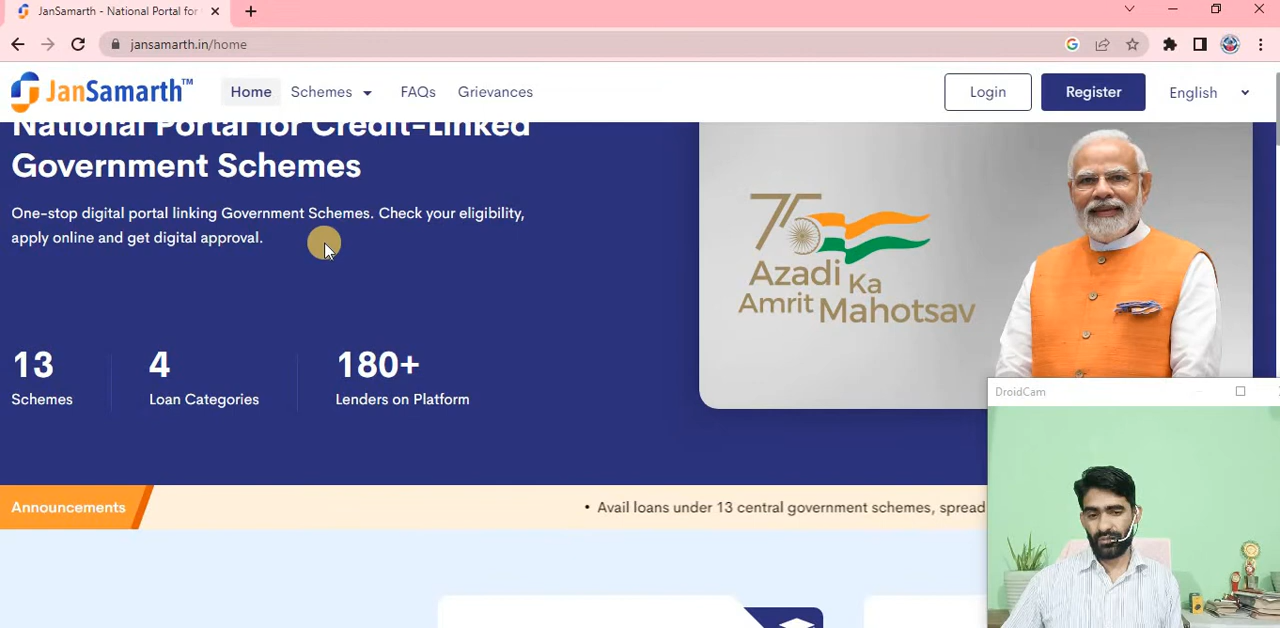 JanSamarth - National Portal for
jansamarth.in/home
JanSamarth™
Home
Schemes
FAQs
Grievances
Login
Register
English
National Portal for Credit-Linked
Government Schemes
One-stop digital portal linking Government Schemes. Check your eligibility,
apply online and get digital approval.
13
Schemes
4
Loan Categories
180+
Lenders on Platform
75
Azadi Ka
Amrit Mahotsav
DroidCam
Announcements
• Avail loans under 13 central government schemes, spread